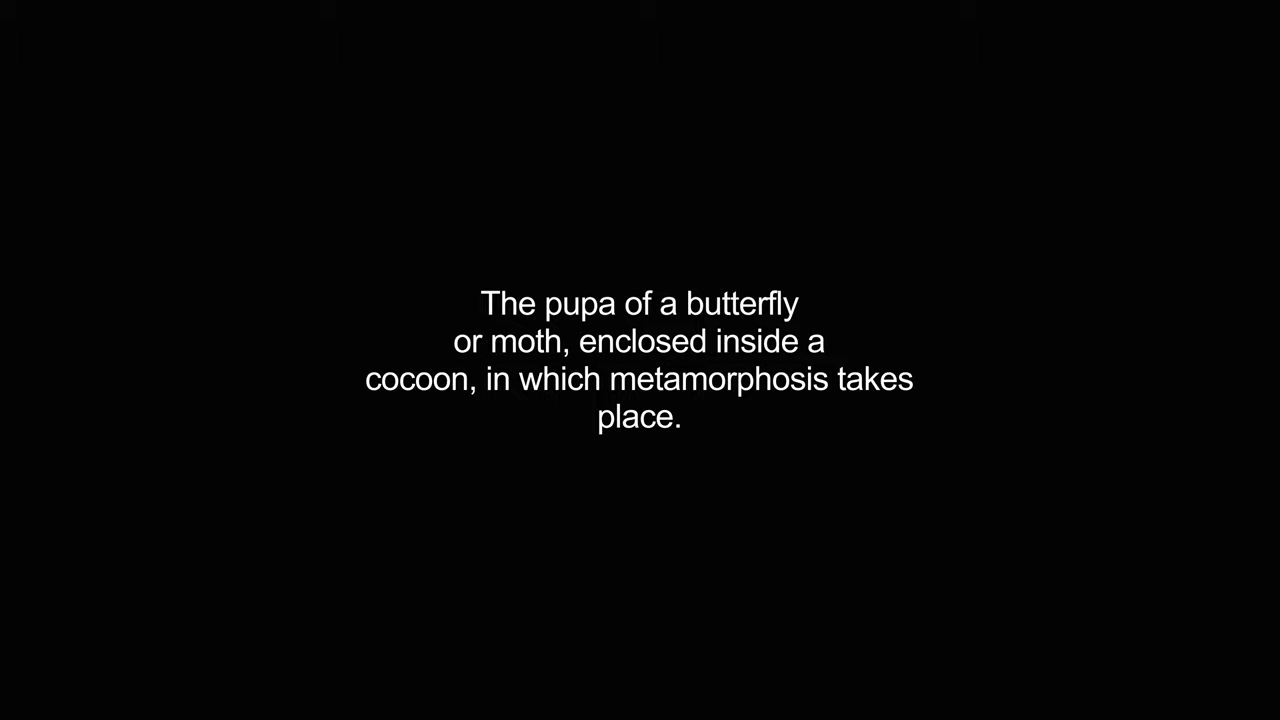 The pupa of a butterfly
or moth, enclosed inside a
cocoon, in which metamorphosis takes
place.